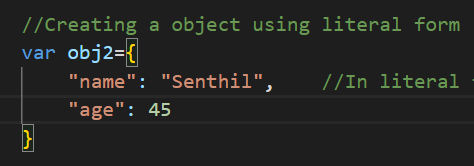 //Creating a object using literal form
var obj2={
"name": "Senthil",    //In literal
"age": 45
}